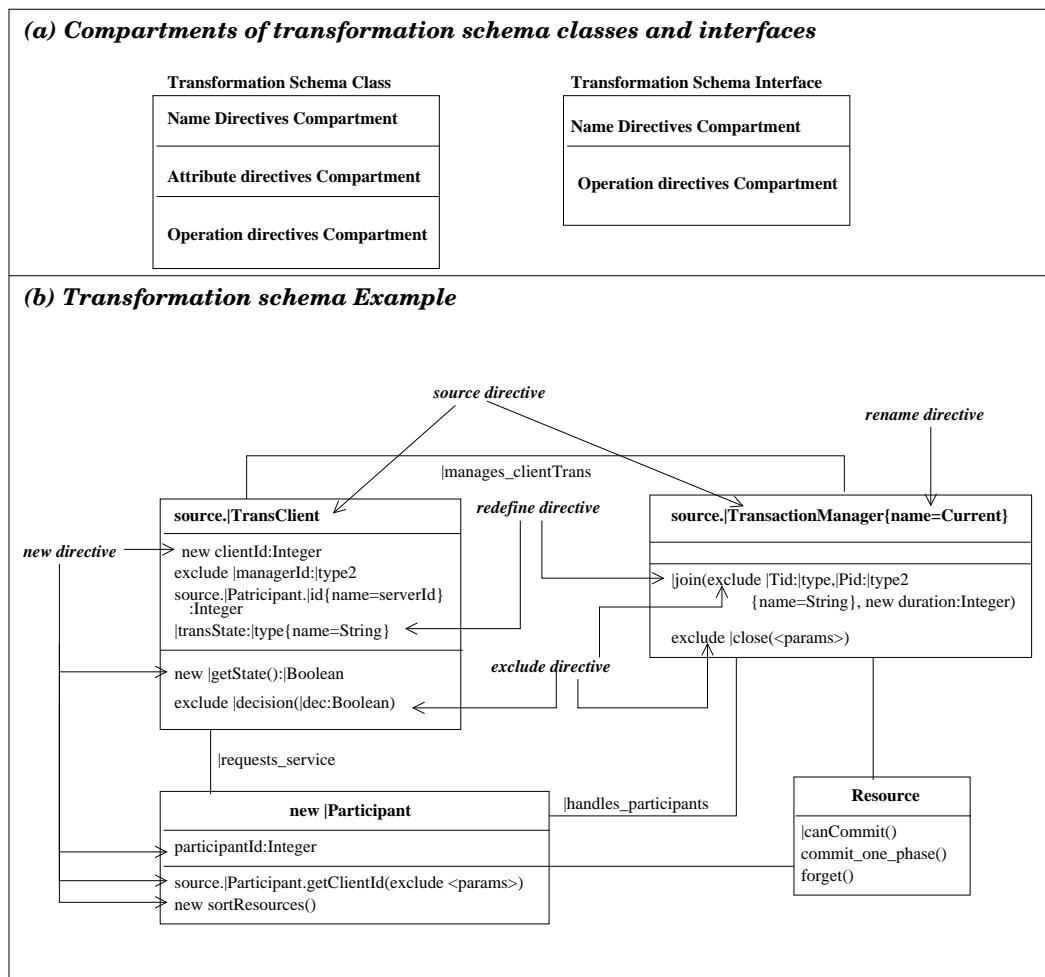 (a) Compartments of transformation schema classes and interfaces
Transformation Schema Class
Name Directives Compartment
Attribute directives Compartment
Operation directives Compartment
Transformation Schema Interface
Name Directives Compartment
Operation directives Compartment
(b) Transformation schema Example
source directive
rename directive
|manages_clientTrans
source.|TransClient
redefine directive
source.|TransactionManager{name=Current}
new directive
new clientId:Integer
exclude |managerId:|type2
source.|Patricipant.|id{name=serverId}
:Integer
|transState:|type{name=String}
|join(exclude |Tid:|type,|Pid:|type2
{name=String}, new duration:Integer)
exclude |close(<params>)
exclude directive
new |getState():|Boolean
exclude |decision(|dec:Boolean)
|requests_service
new |Participant
participantId:Integer
source.|Participant.getClientId(exclude <params>)
new sortResources()
|handles_participants
Resource
|canCommit()
commit_one_phase()
forget()